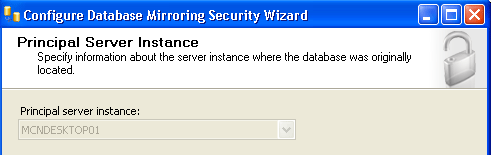 Configure Database Mirroring Security Wizard
Principal Server Instance
Specify information about the server instance where the database was originally
located.
Principal server instance:
MCNDESKTOP01